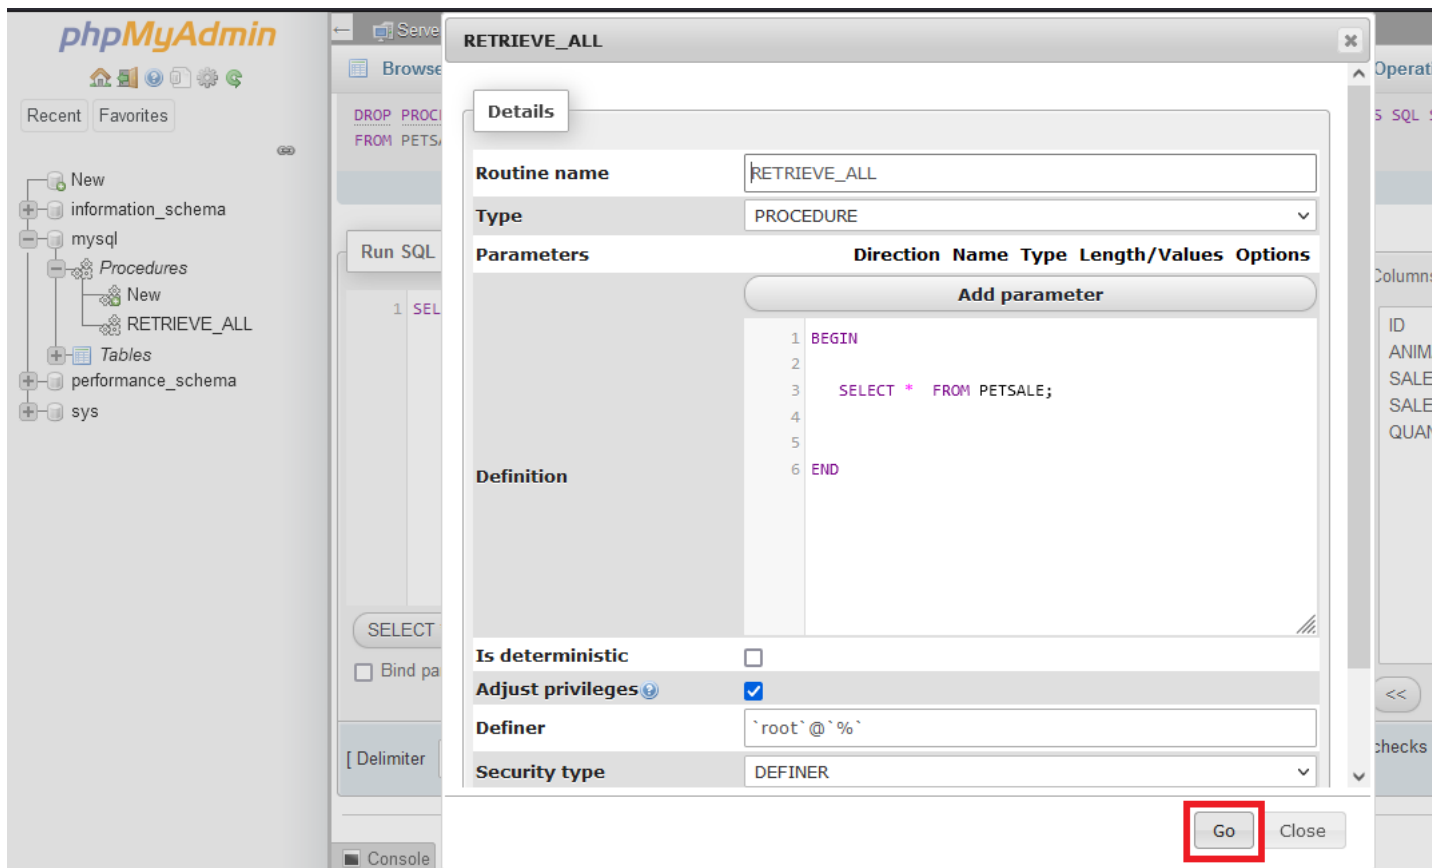 phpMyAdmin
Recent Favorites
New
information_schema
mysql
Procedures
New
RETRIEVE_ALL
Tables
performance_schema
sys
Serve
Browse
DROP PROC
FROM PETS
Run SQL
1 SEL
SELECT
Bind pa
[ Delimiter
Console
RETRIEVE_ALL
Details
Routine name RETRIEVE_ALL
Type PROCEDURE
Parameters Direction Name Type Length/Values Options
Add parameter
Definition
1 BEGIN
2
3 SELECT * FROM PETSALE;
4
5
6 END
Is deterministic
Adjust privileges
Definer `root`@`%`
Security type DEFINER
Go Close
Operat
S SQL
Column
ID
ANIM
SALE
SALE
QUAN
<<
checks